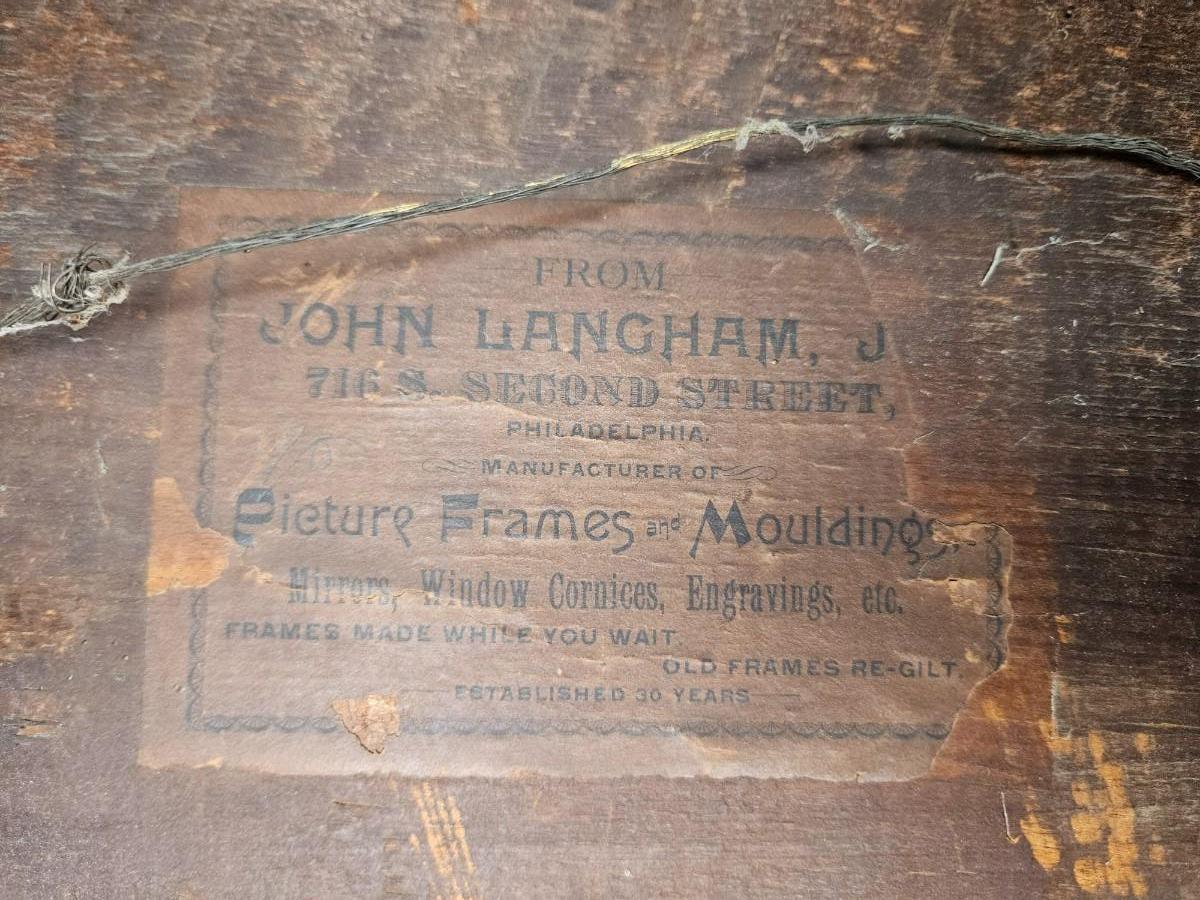 FROM
JOHN LANGHAM, J
716 S. SECOND STREET,
PHILADELPHIA.
MANUFACTURER OF
Picture Frames and Mouldings,
Mirrors, Window Cornices, Engravings, etc.
FRAMES MADE WHILE YOU WAIT.
OLD FRAMES RE-GILT.
ESTABLISHED 30 YEARS